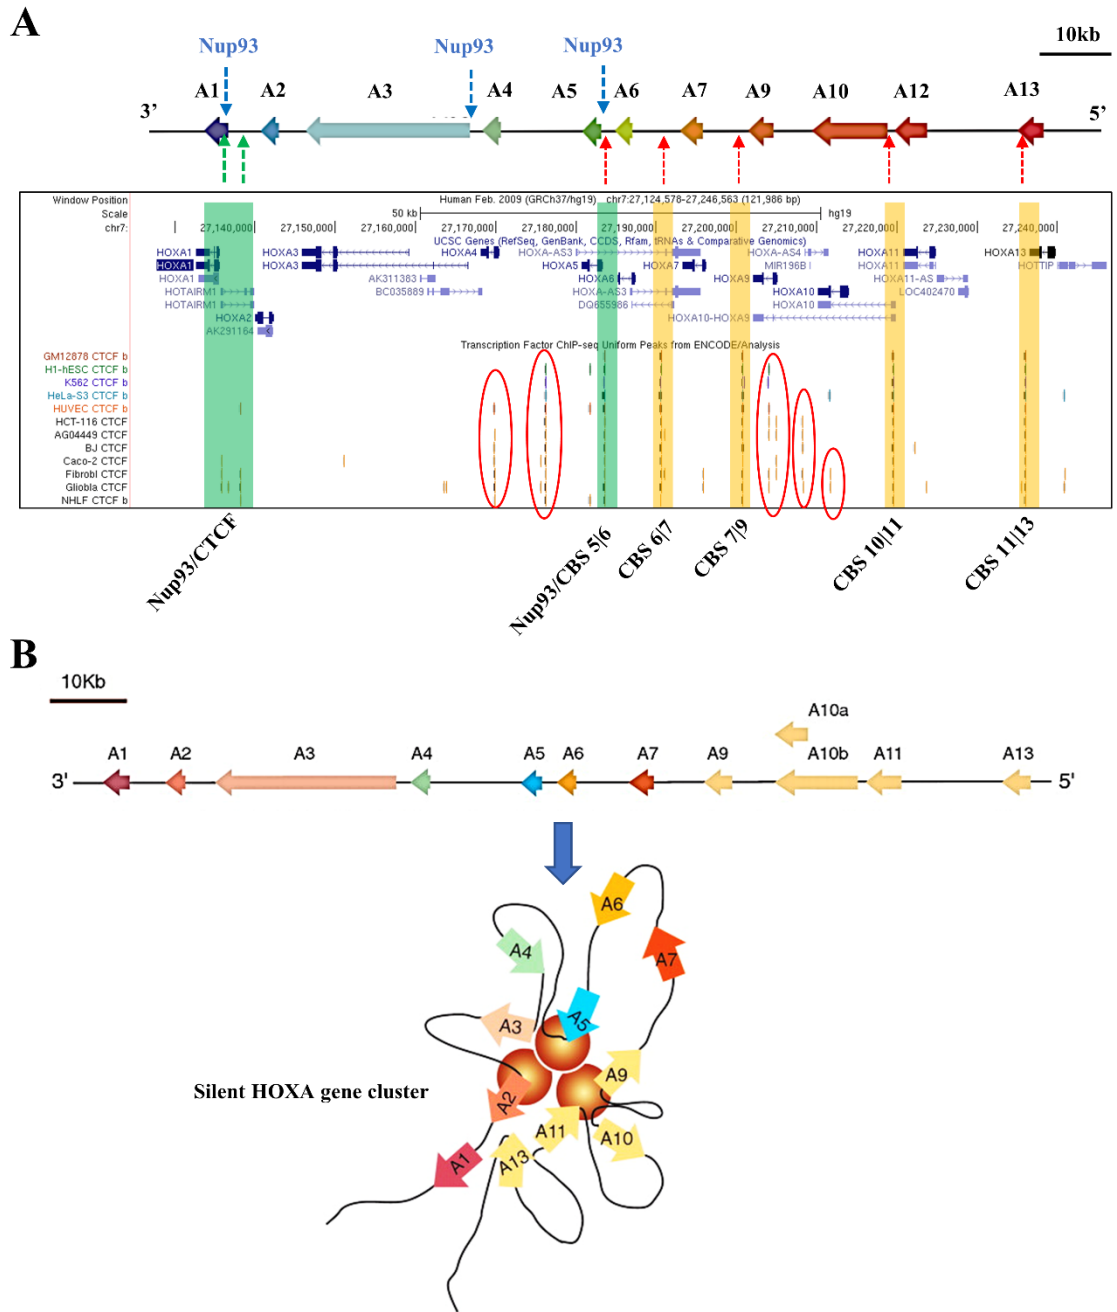 A
Nup93 Nup93 Nup93 10kb
A1 A2 A3 A4 A5 A6 A7 A9 A10 A12 A13
3’ 5’
Window Position Human Feb. 2009 (GRCh37/hg19) chr7:27,124,578-27,246,563 (121,986 bp)
Scale 50 kb hg19
chr7: 27,140,000 27,150,000 27,160,000 27,170,000 27,180,000 27,190,000 27,200,000 27,210,000 27,220,000 27,230,000 27,240,000
UCSC Genes (RefSeq, GenBank, CCDS, Rfam, tRNAs & Comparative Genomics)
HOXA1 HOXA3 HOXA4 HOXA-AS3 HOXA-AS4 HOXA11 HOXA13
HOXA1 HOXA3 HOXA5 HOXA7 MIR196B HOXA11 HOTTIP
HOXA1 AK311383 HOXA6 HOXA9 HOXA11-AS
HOTAIRM1 BC035889 HOXA-AS3 HOXA10 LOC402470
HOTAIRM1 DQ655986 HOXA10
HOXA2 HOXA10-HOXA9
AK291164
Transcription Factor ChIP-seq Uniform Peaks from ENCODE/Analysis
GM12878 CTCF b
H1-hESC CTCF b
K562 CTCF b
HeLa-S3 CTCF b
HUVEC CTCF b
HCT-116 CTCF
AG04449 CTCF
BJ CTCF
Caco-2 CTCF
Fibrobl CTCF
Gliobla CTCF
NHLF CTCF b
Nup93/CTCF Nup93/CBS 5|6 CBS 6|7 CBS 7|9 CBS 10|11 CBS 11|13
B
10Kb
A10a
A1 A2 A3 A4 A5 A6 A7 A9 A10b A11 A13
3' 5'
A6
A4
A7
A3 A5
A9
Silent HOXA gene cluster
A2
A11 A10
A1 A13